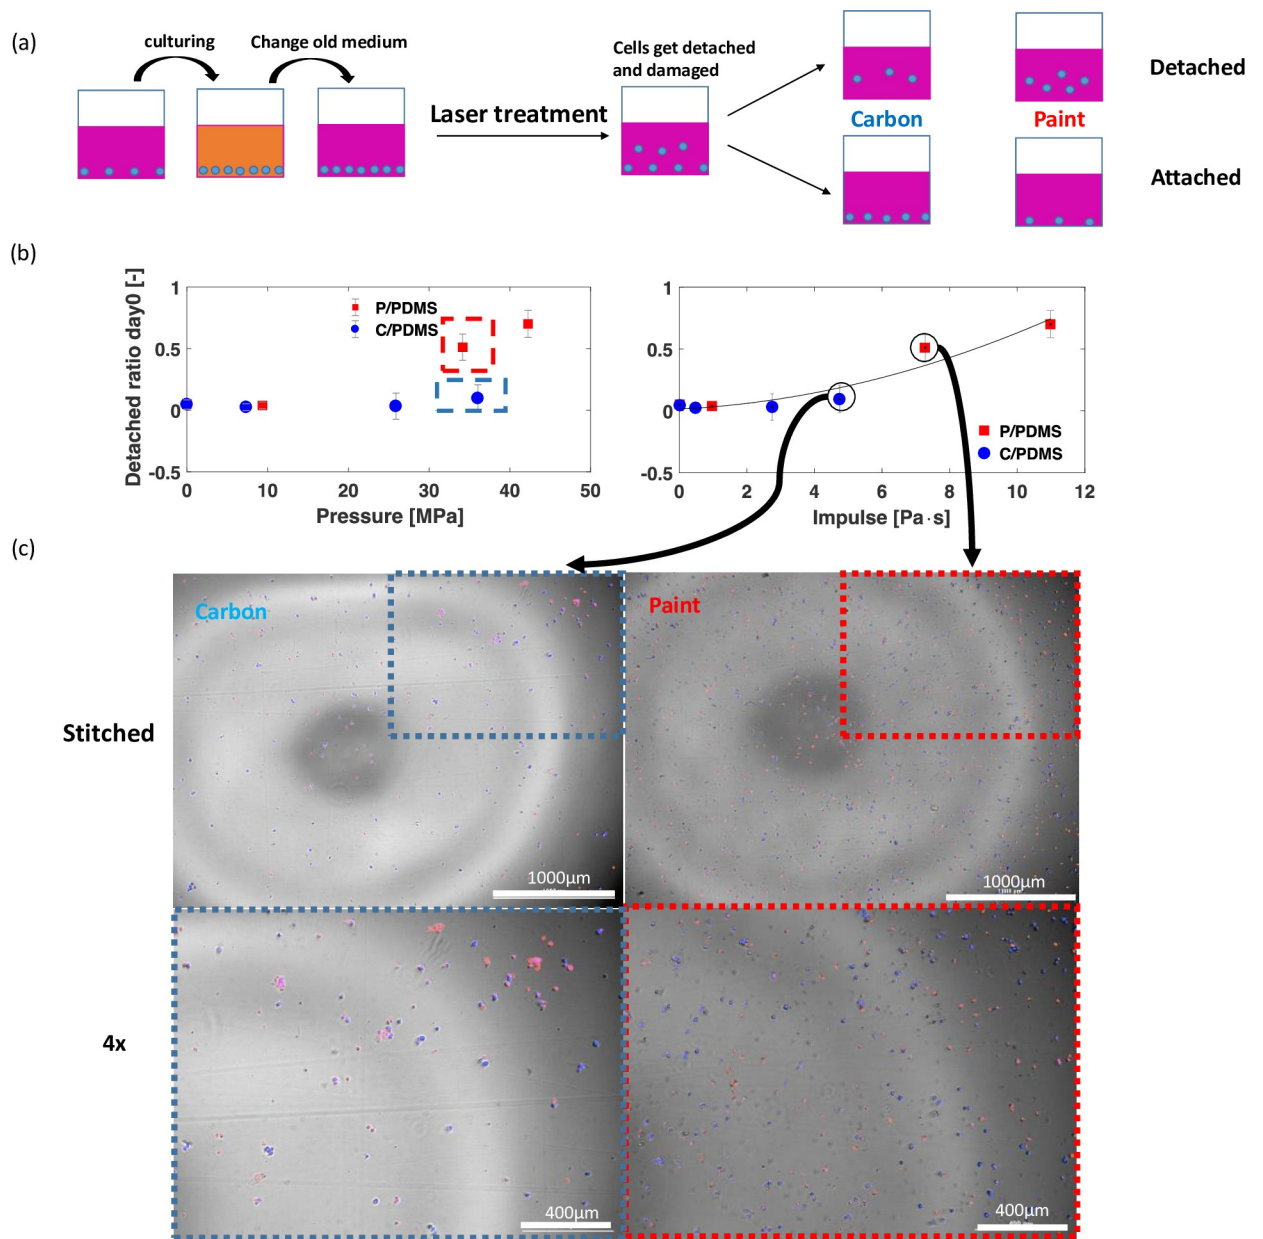 (a)
culturing
Change old medium
Laser treatment
Cells get detached
and damaged
Carbon
Paint
Detached
Attached
(b)
Detached ratio day0 [-]
1
0.5
0
-0.5
P/PDMS
C/PDMS
0
10
20
30
40
50
Pressure [MPa]
1
0.5
0
-0.5
P/PDMS
C/PDMS
0
2
4
6
8
10
12
Impulse [Pa·s]
(c)
Carbon
Paint
Stitched
1000μm
1000μm
4x
400μm
400μm